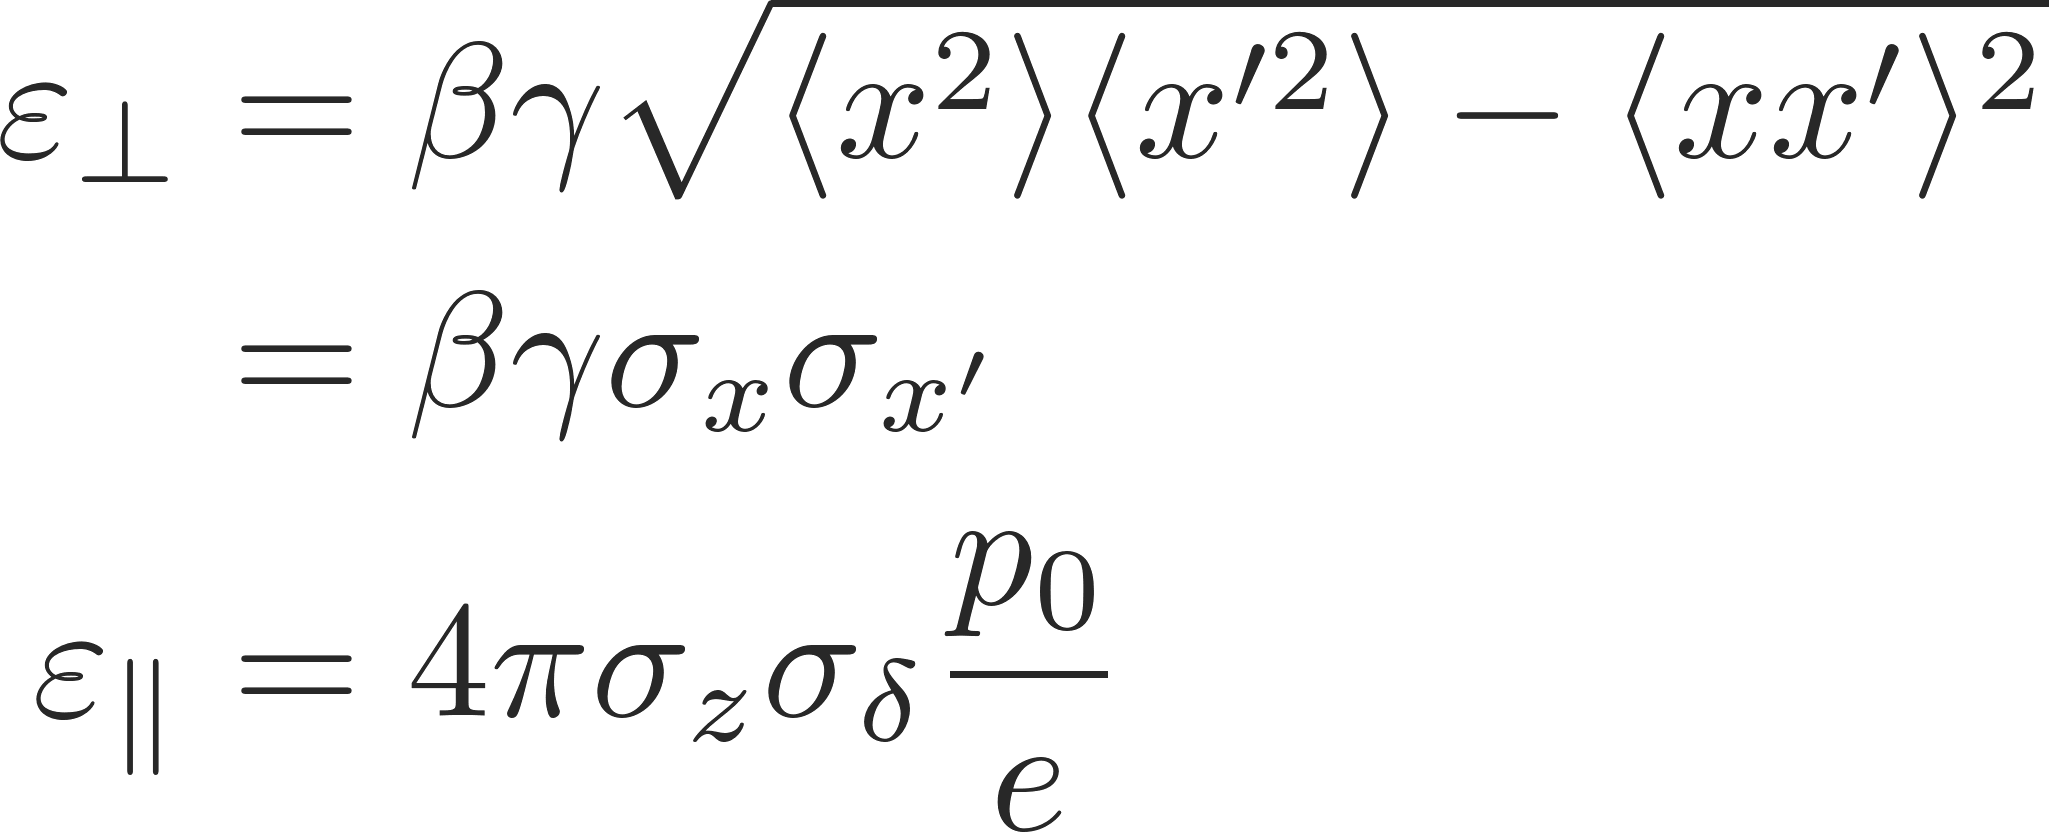 ε⊥ = βγ√(⟨x²⟩⟨x′²⟩ − ⟨xx′⟩²)
= βγσₓσₓ′
ε∥ = 4πσ_zσ_δ p₀/e